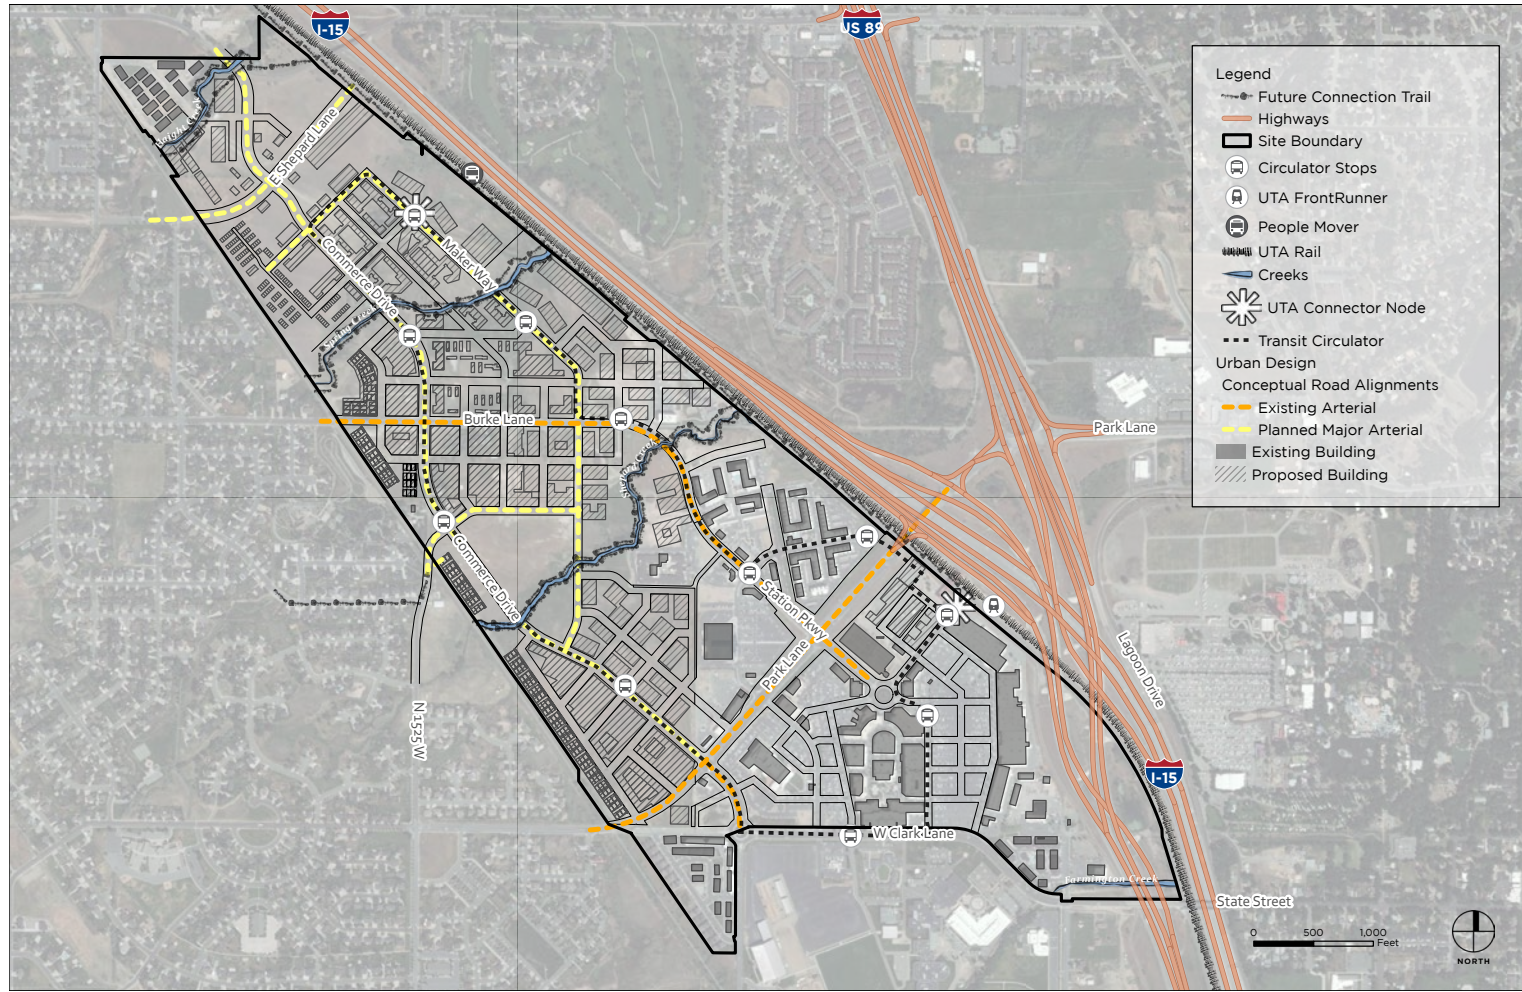 I-15
US 89
Legend
Future Connection Trail
Highways
Site Boundary
Circulator Stops
UTA FrontRunner
People Mover
UTA Rail
Creeks
UTA Connector Node
Transit Circulator
Urban Design
Conceptual Road Alignments
Existing Arterial
Planned Major Arterial
Existing Building
Proposed Building
E Shepard Lane
Commerce Drive
Maker Way
Burke Lane
Park Lane
Commerce Drive
Station Pkwy
Park Lane
Lagoon Drive
N 1525 W
I-15
W Clark Lane
Farmington Creek
State Street
0 500 1,000
Feet
NORTH